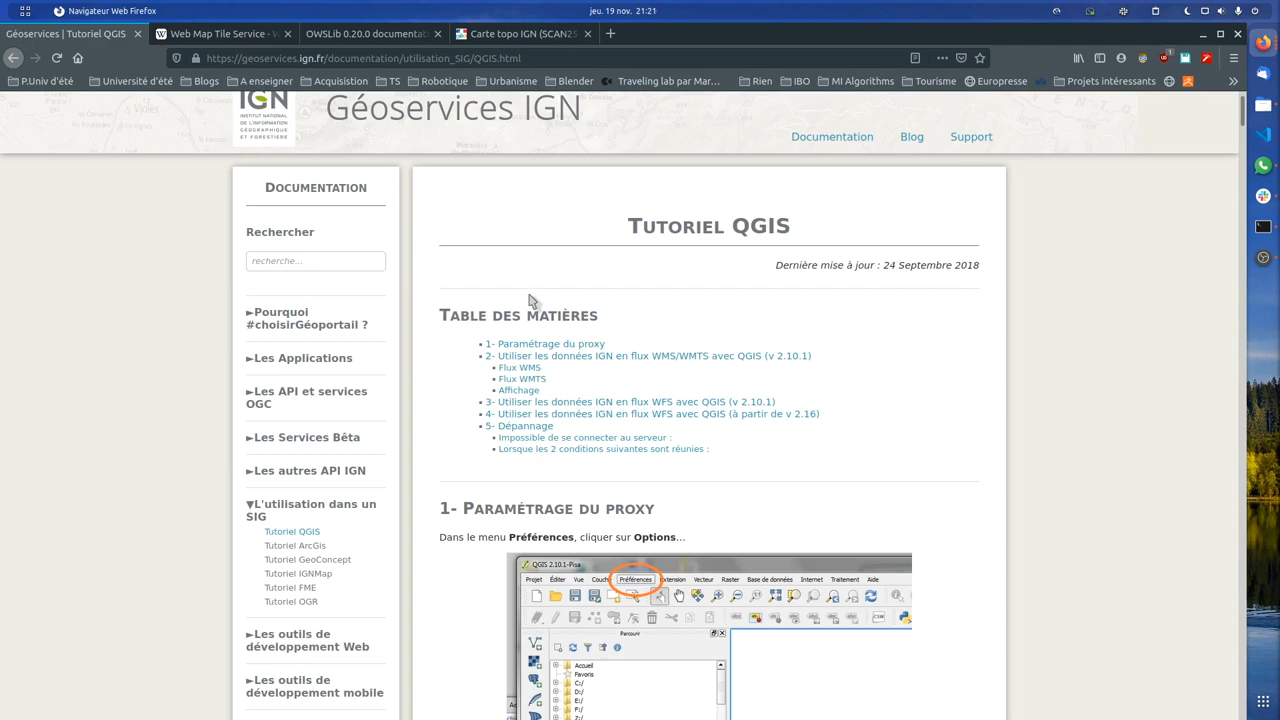 Navigateur Web Firefox
jeu. 19 nov. 21:21
Géoservices | Tutoriel QGIS
Web Map Tile Service - W
OWSLib 0.20.0 documentati
Carte topo IGN (SCAN25
https://geoservices.ign.fr/documentation/utilisation_SIG/QGIS.html
P.Univ d'été
Université d'été
Blogs
A enseigner
Acquisistion
TS
Robotique
Urbanisme
Blender
Traveling lab par Mar…
Rien
IBO
MI Algorithms
Tourisme
Europresse
Projets intéressants
IGN
INSTITUT NATIONAL
DE L'INFORMATION
GÉOGRAPHIQUE
ET FORESTIÈRE
Géoservices IGN
Documentation
Blog
Support
DOCUMENTATION
Rechercher
recherche...
►Pourquoi
#choisirGéoportail ?
►Les Applications
►Les API et services
OGC
►Les Services Bêta
►Les autres API IGN
▼L'utilisation dans un
SIG
Tutoriel QGIS
Tutoriel ArcGis
Tutoriel GeoConcept
Tutoriel IGNMap
Tutoriel FME
Tutoriel OGR
►Les outils de
développement Web
►Les outils de
développement mobile
TUTORIEL QGIS
Dernière mise à jour : 24 Septembre 2018
TABLE DES MATIÈRES
1- Paramétrage du proxy
2- Utiliser les données IGN en flux WMS/WMTS avec QGIS (v 2.10.1)
Flux WMS
Flux WMTS
Affichage
3- Utiliser les données IGN en flux WFS avec QGIS (v 2.10.1)
4- Utiliser les données IGN en flux WFS avec QGIS (à partir de v 2.16)
5- Dépannage
Impossible de se connecter au serveur :
Lorsque les 2 conditions suivantes sont réunies :
1- PARAMÉTRAGE DU PROXY
Dans le menu Préférences, cliquer sur Options…
QGIS 2.10.1-Pisa
Projet Éditer Vue Couche Préférences Extension Vecteur Raster Base de données Internet Traitement Aide
CSW
Parcourir
Accueil
Favoris
C:/
D:/
E:/
F:/